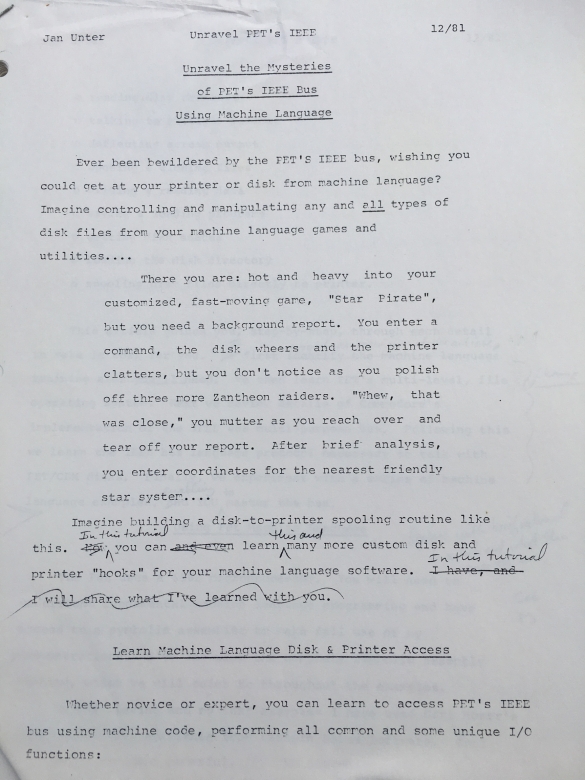 Jan Unter Unravel PET's IEEE 12/81
Unravel the Mysteries
of PET's IEEE Bus
Using Machine Language
Ever been bewildered by the PET'S IEEE bus, wishing you
could get at your printer or disk from machine language?
Imagine controlling and manipulating any and all types of
disk files from your machine language games and
utilities....
There you are: hot and heavy into your
customized, fast-moving game, "Star Pirate",
but you need a background report. You enter a
command, the disk wheers and the printer
clatters, but you don't notice as you polish
off three more Zantheon raiders. "Whew, that
was close," you mutter as you reach over and
tear off your report. After brief analysis,
you enter coordinates for the nearest friendly
star system....
Imagine building a disk-to-printer spooling routine like
In this tutorial this and
this. you can and even learn many more custom disk and
In this tutorial
printer "hooks" for your machine language software. I have, and
I will share what I've learned with you.
Learn Machine Language Disk & Printer Access
Whether novice or expert, you can learn to access PET's IEEE
bus using machine code, performing all common and some unique I/O
functions: